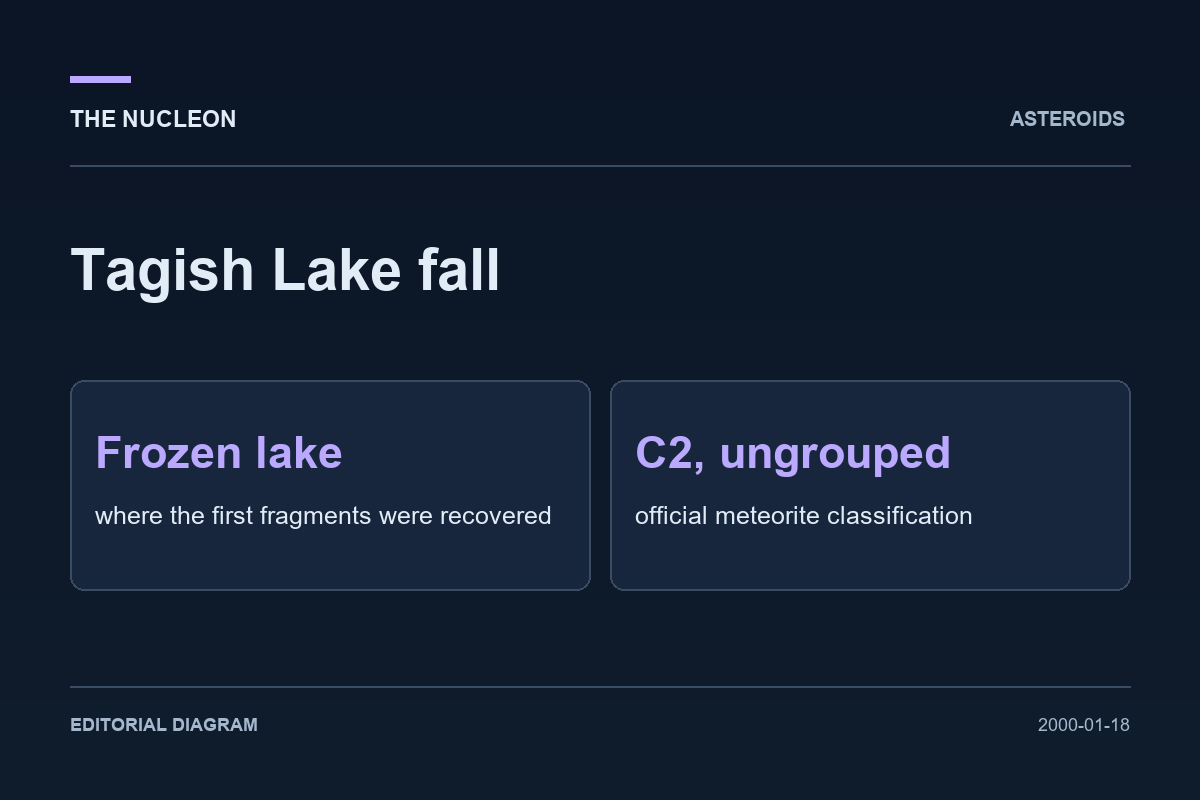 THE NUCLEON
ASTEROIDS
Tagish Lake fall
Frozen lake
where the first fragments were recovered
C2, ungrouped
official meteorite classification
EDITORIAL DIAGRAM
2000-01-18